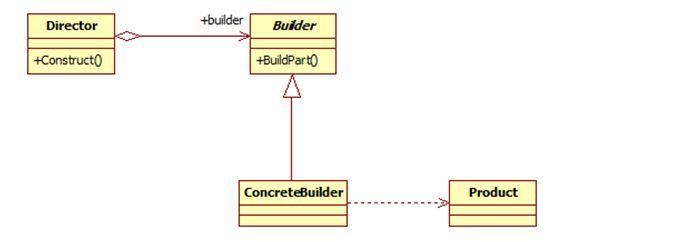 +builder
Director
Builder
+Construct()
+BuildPart()
ConcreteBuilder
Product